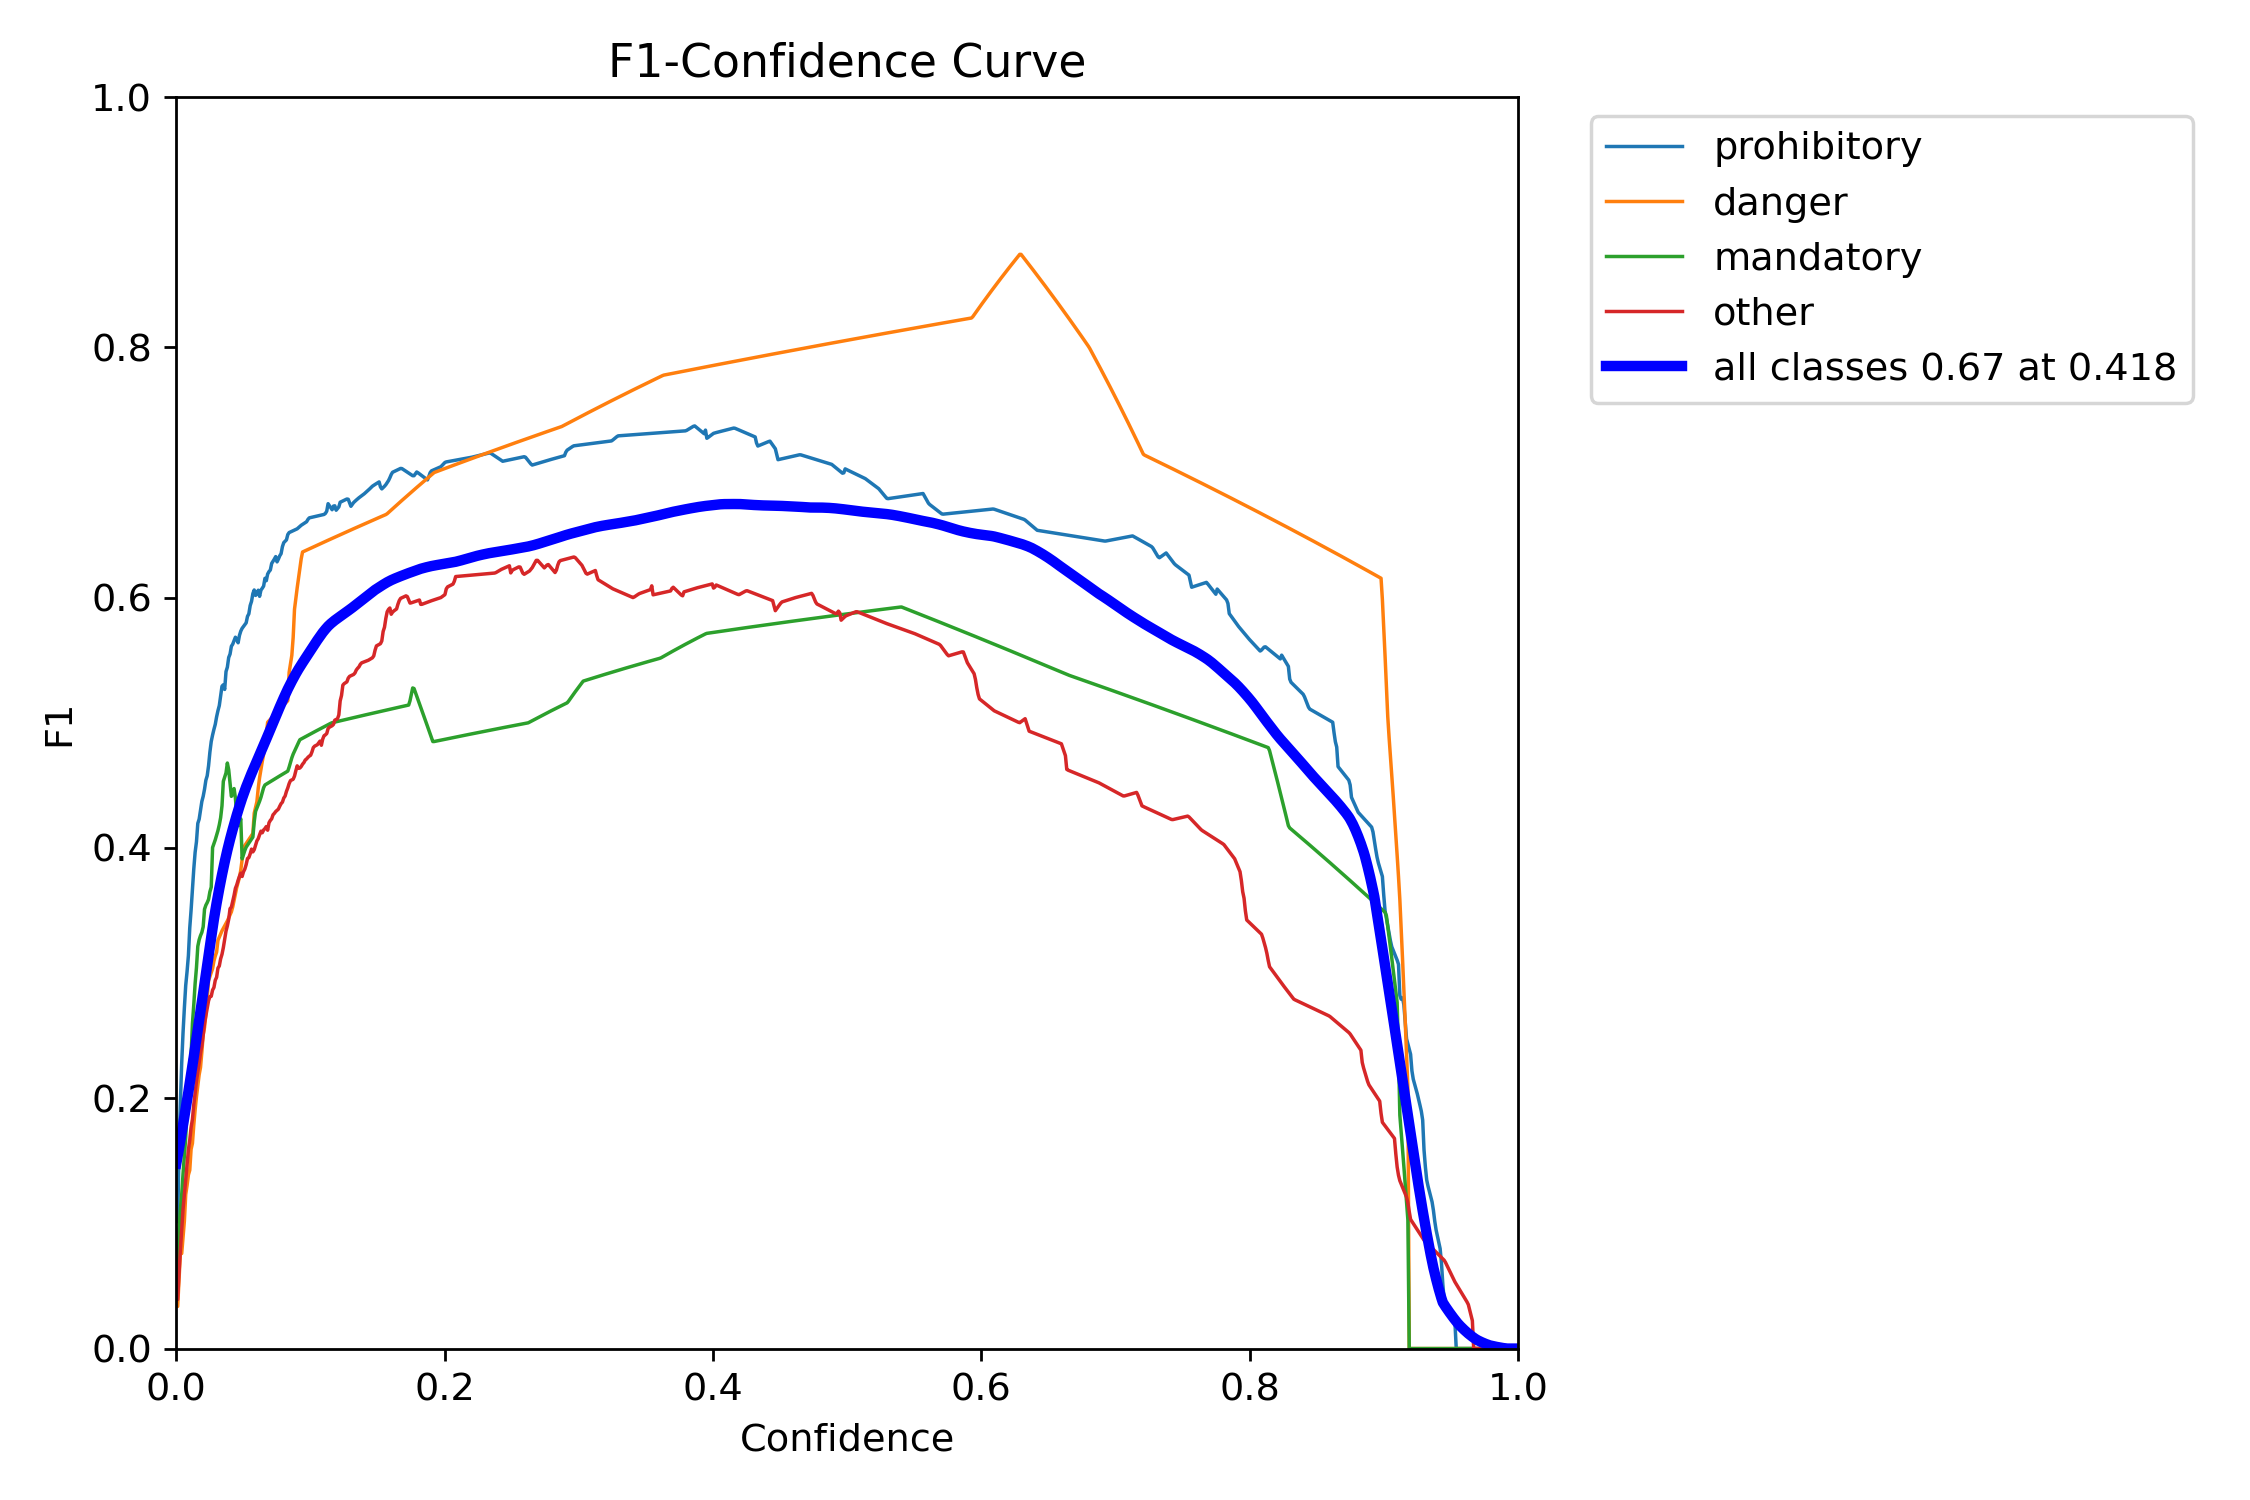 F1-Confidence Curve
1.0
0.8
0.6
0.4
0.2
0.0
F1
0.0 0.2 0.4 0.6 0.8 1.0
Confidence
prohibitory
danger
mandatory
other
all classes 0.67 at 0.418